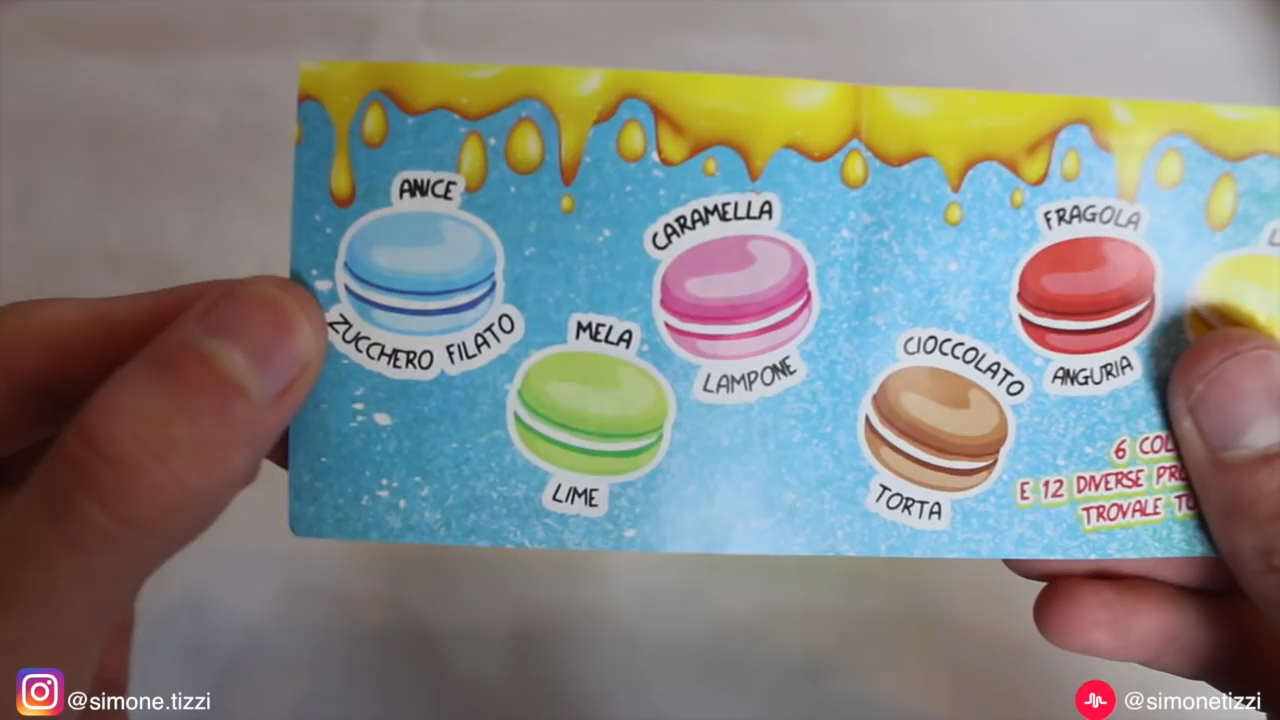 ANICE
ZUCCHERO FILATO
MELA
LIME
CARAMELLA
LAMPONE
CIOCCOLATO
TORTA
FRAGOLA
ANGURIA
6
E 12 DIVERSE
TROVALE
@simone.tizzi
@simonetizzi